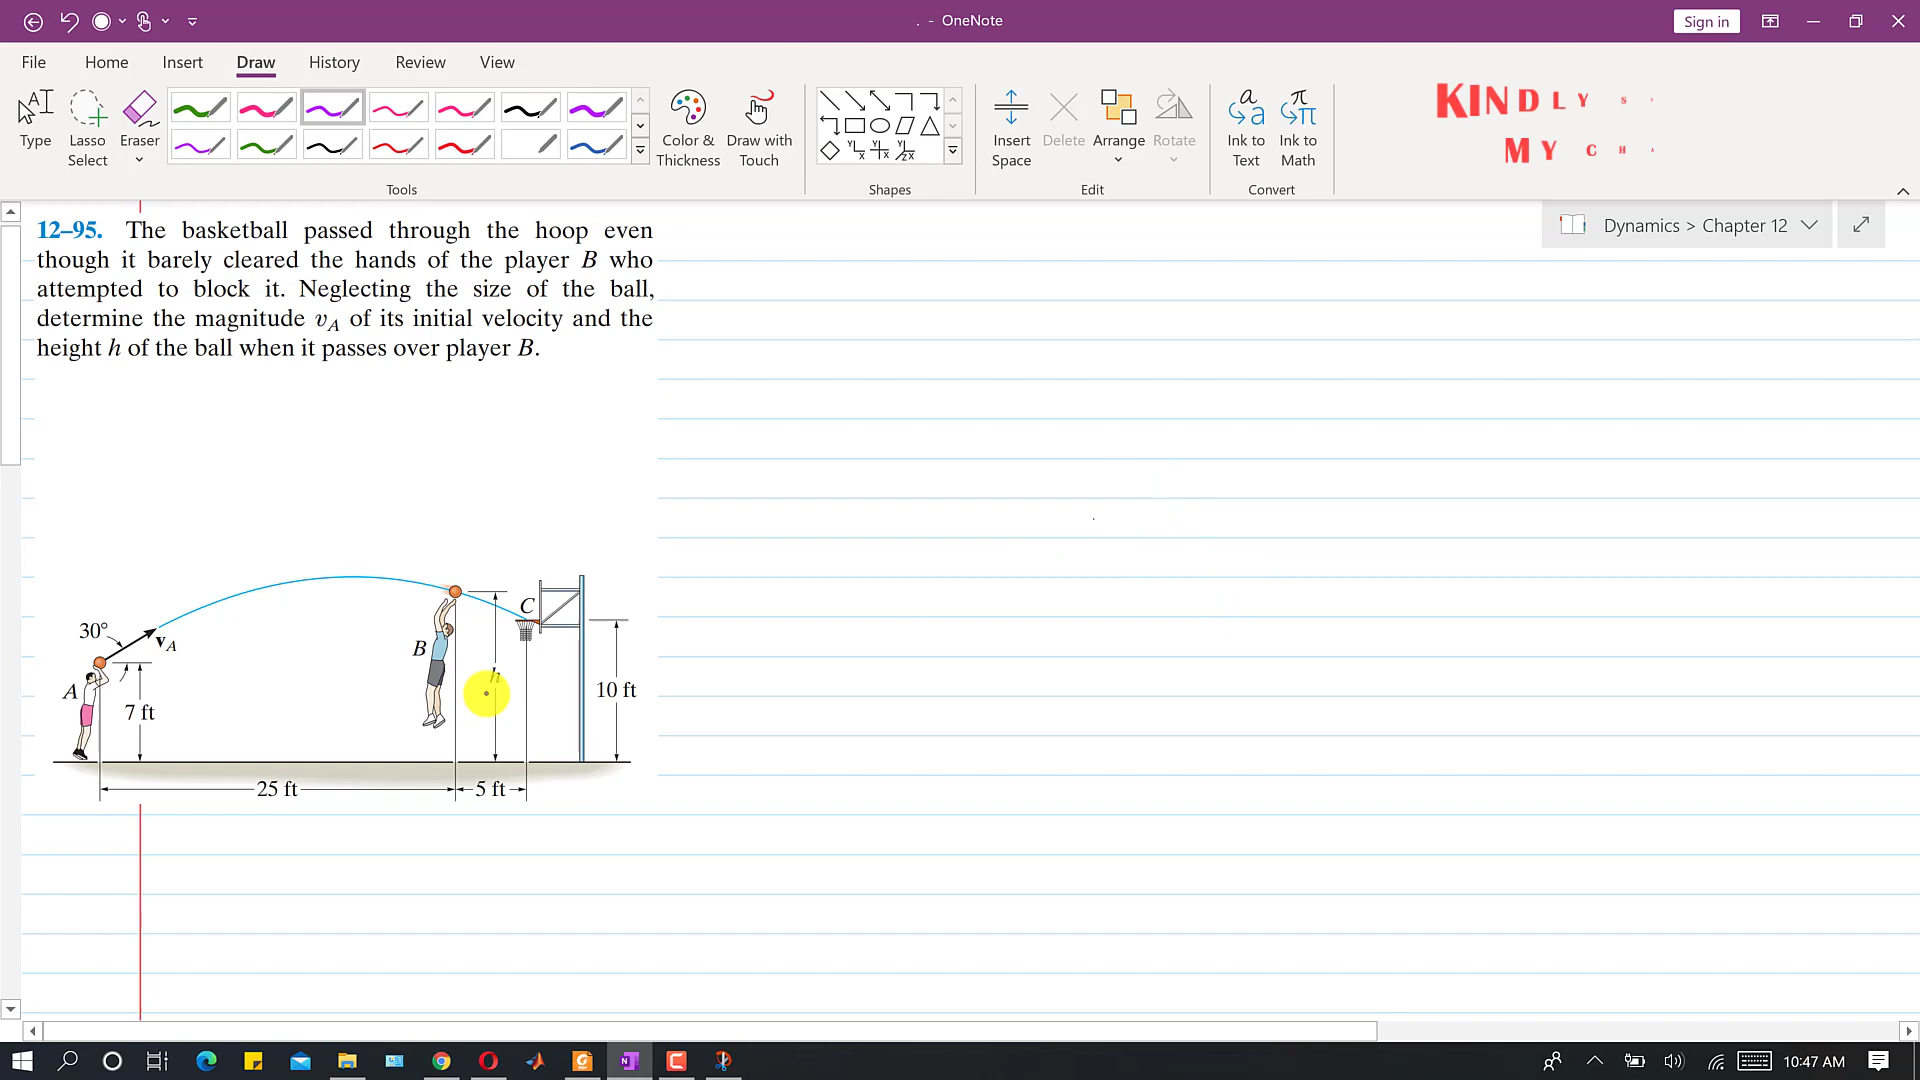 . - OneNote
Sign in
File Home Insert Draw History Review View
KINDLY S
MY CH
Type
Lasso Select
Eraser
Color & Thickness
Draw with Touch
Insert Space
Delete
Arrange
Rotate
Ink to Text
Ink to Math
Tools
Shapes
Edit
Convert
Dynamics > Chapter 12
12–95. The basketball passed through the hoop even
though it barely cleared the hands of the player B who
attempted to block it. Neglecting the size of the ball,
determine the magnitude vA of its initial velocity and the
height h of the ball when it passes over player B.
30°
vA
A
7 ft
B
h
C
10 ft
25 ft
5 ft
10:47 AM